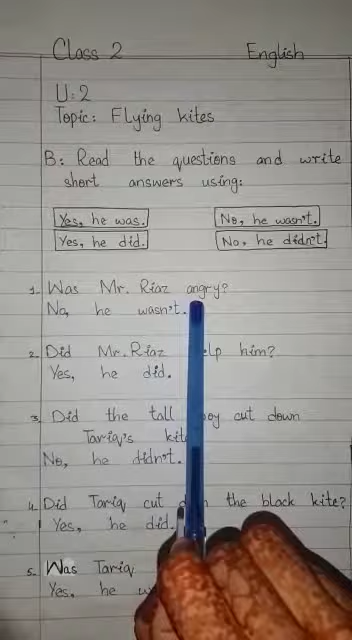 Class 2 English
U:2
Topic: Flying kites
B: Read the questions and write
short answers using:
Yes, he was. No, he wasn't.
Yes, he did. No, he didn't.
1. Was Mr. Riaz angry?
No, he wasn't.
2. Did Mr. Riaz him?
Yes, he did.
3. Did the tall cut down
Tariq's
No, he didn't.
4. Did Tariq cut the black kite?
Yes, he did.
5. Was Tariq
Yes, he